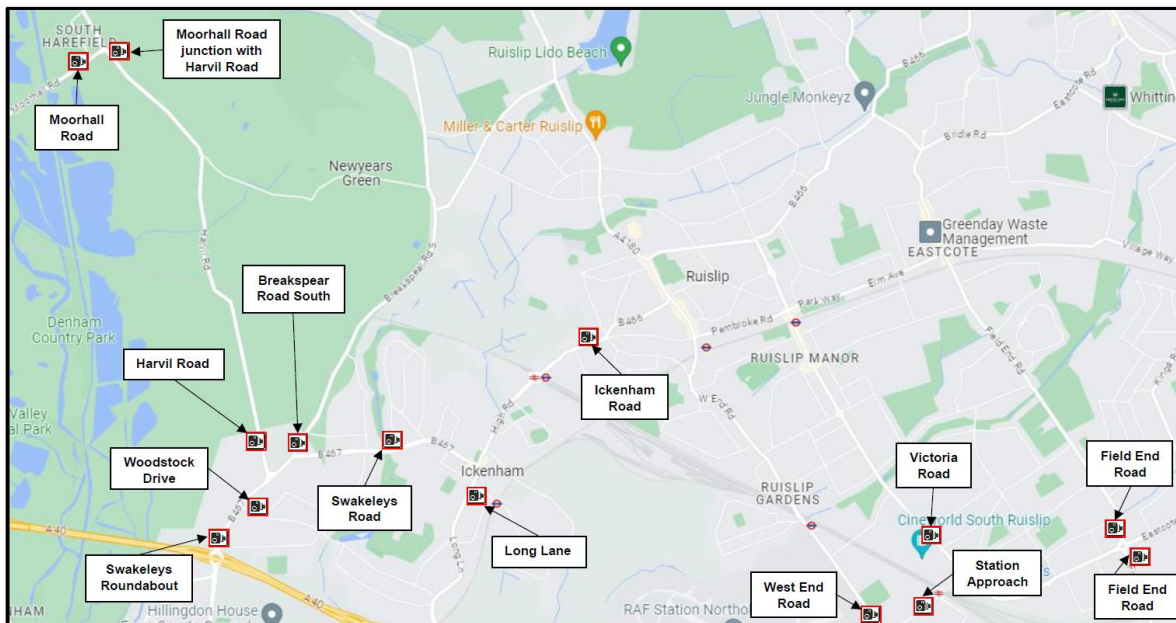 SOUTH
HAREFIELD
Moorhall Road
junction with
Harvil Road
Moorhall
Road
Moorhall Rd
Ruislip Lido Beach
B466
Jungle Monkeyz
Eastcote Rd
Whittin
Miller & Carter Ruislip
Bridle Rd
Newyears
Green
B466
A4180
Harvil Rd
Breakspear Rd S
Greenday Waste
Management
EASTCOTE
Village Way
Ruislip
Elm Ave
Park Way
Breakspear
Road South
B466
Pembroke Rd
Denham
Country Park
RUISLIP MANOR
Field End Rd
Kings Rd
Harvil Road
Ickenham
Road
W End Rd
Valley
al Park
High Rd
B467
B467
Woodstock
Drive
Ickenham
Swakeleys
Road
Victoria
Road
Field End
Road
RUISLIP
GARDENS
B467
Cineworld South Ruislip
Eastcote
A40
Long Lane
Long Ln
Swakeleys
Roundabout
Station
Approach
S
West End
Road
Field End
Road
A40
NHAM
Hillingdon House
RAF Station Northo